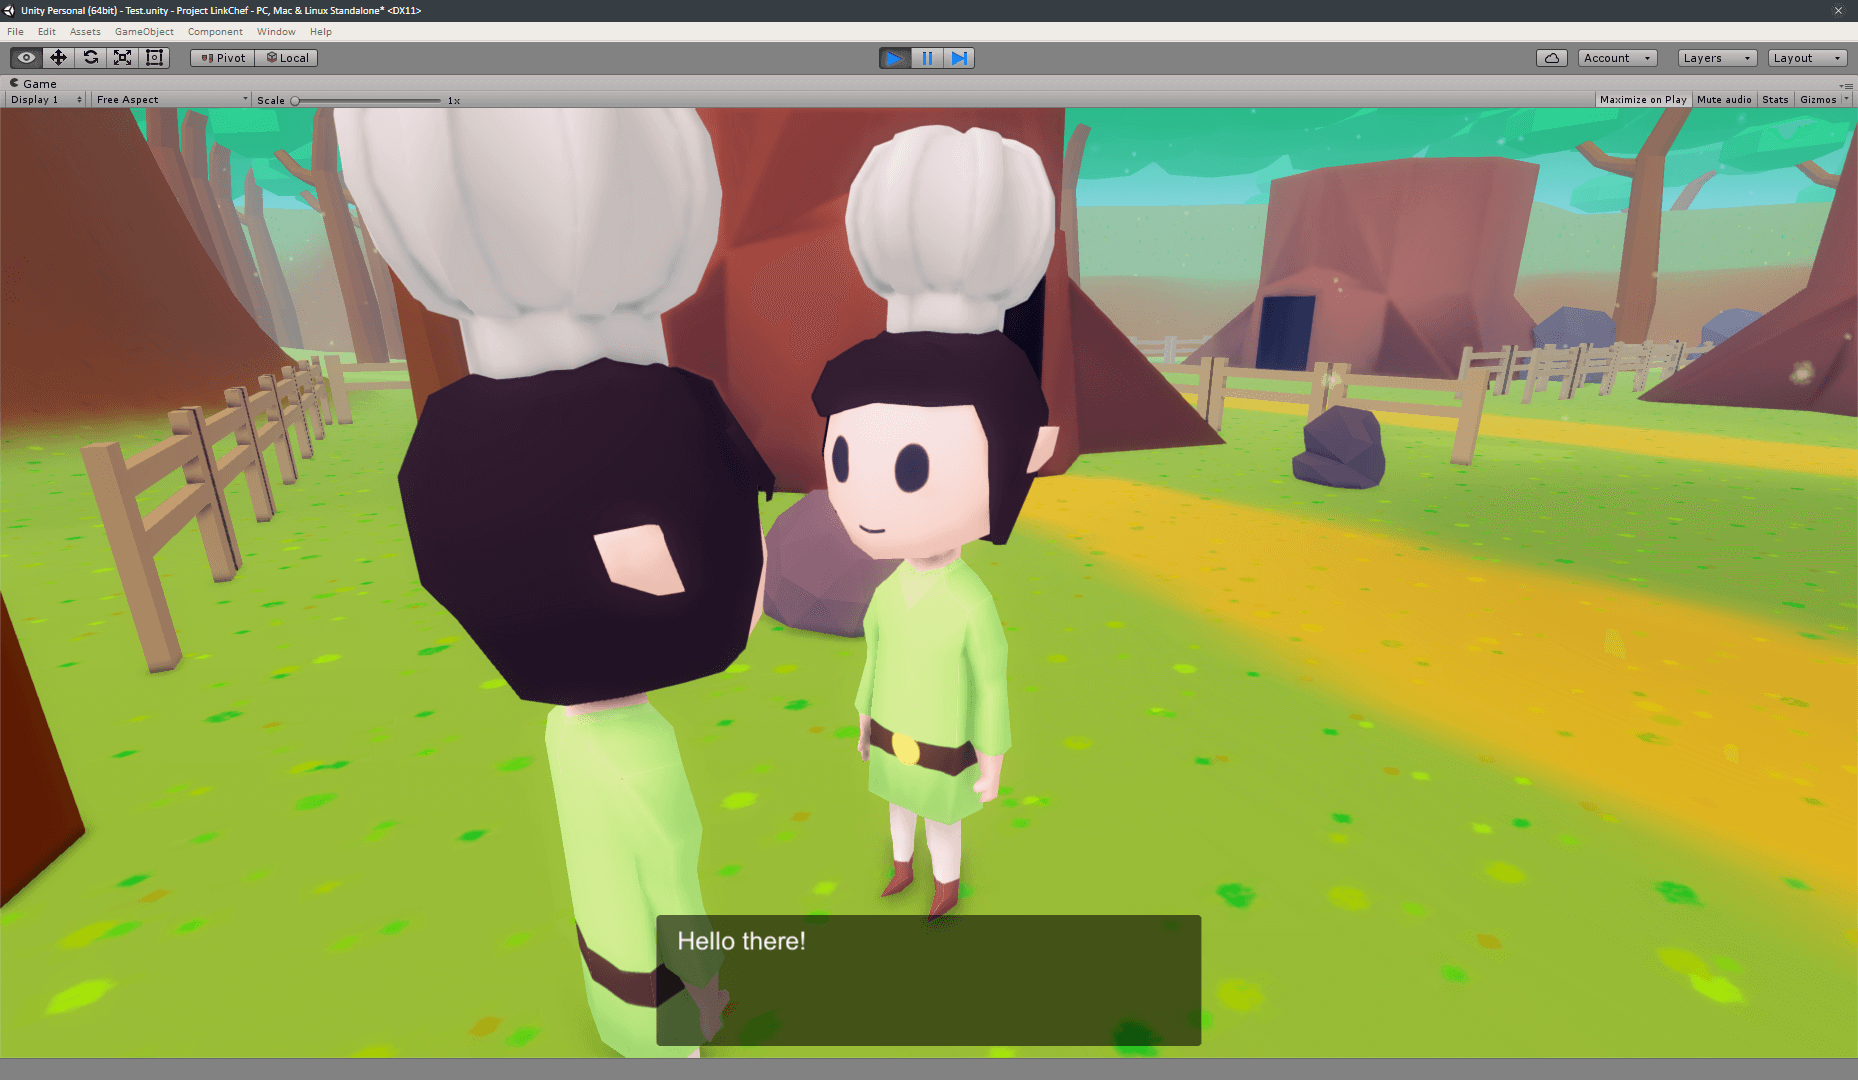 Unity Personal (64bit) - Test.unity - Project LinkChef - PC, Mac & Linux Standalone* <DX11>
File Edit Assets GameObject Component Window Help
Pivot Local Account Layers Layout
Game
Display 1 Free Aspect Scale 1x Maximize on Play Mute audio Stats Gizmos
Hello there!